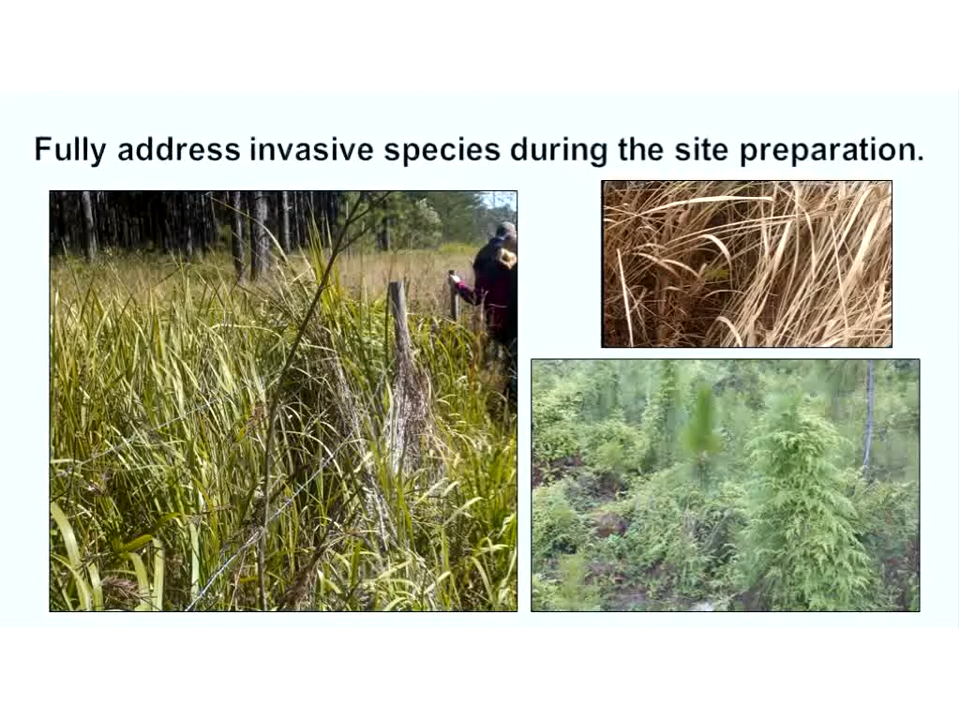 Fully address invasive species during the site preparation.